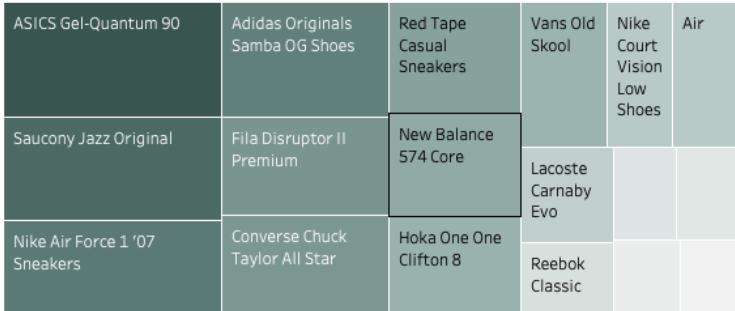 ASICS Gel-Quantum 90
Saucony Jazz Original
Nike Air Force 1 '07
Sneakers
Adidas Originals
Samba OG Shoes
Fila Disruptor II
Premium
Converse Chuck
Taylor All Star
Red Tape
Casual
Sneakers
New Balance
574 Core
Hoka One One
Clifton 8
Vans Old
Skool
Nike
Court
Vision
Low
Shoes
Air
Lacoste
Carnaby
Evo
Reebok
Classic